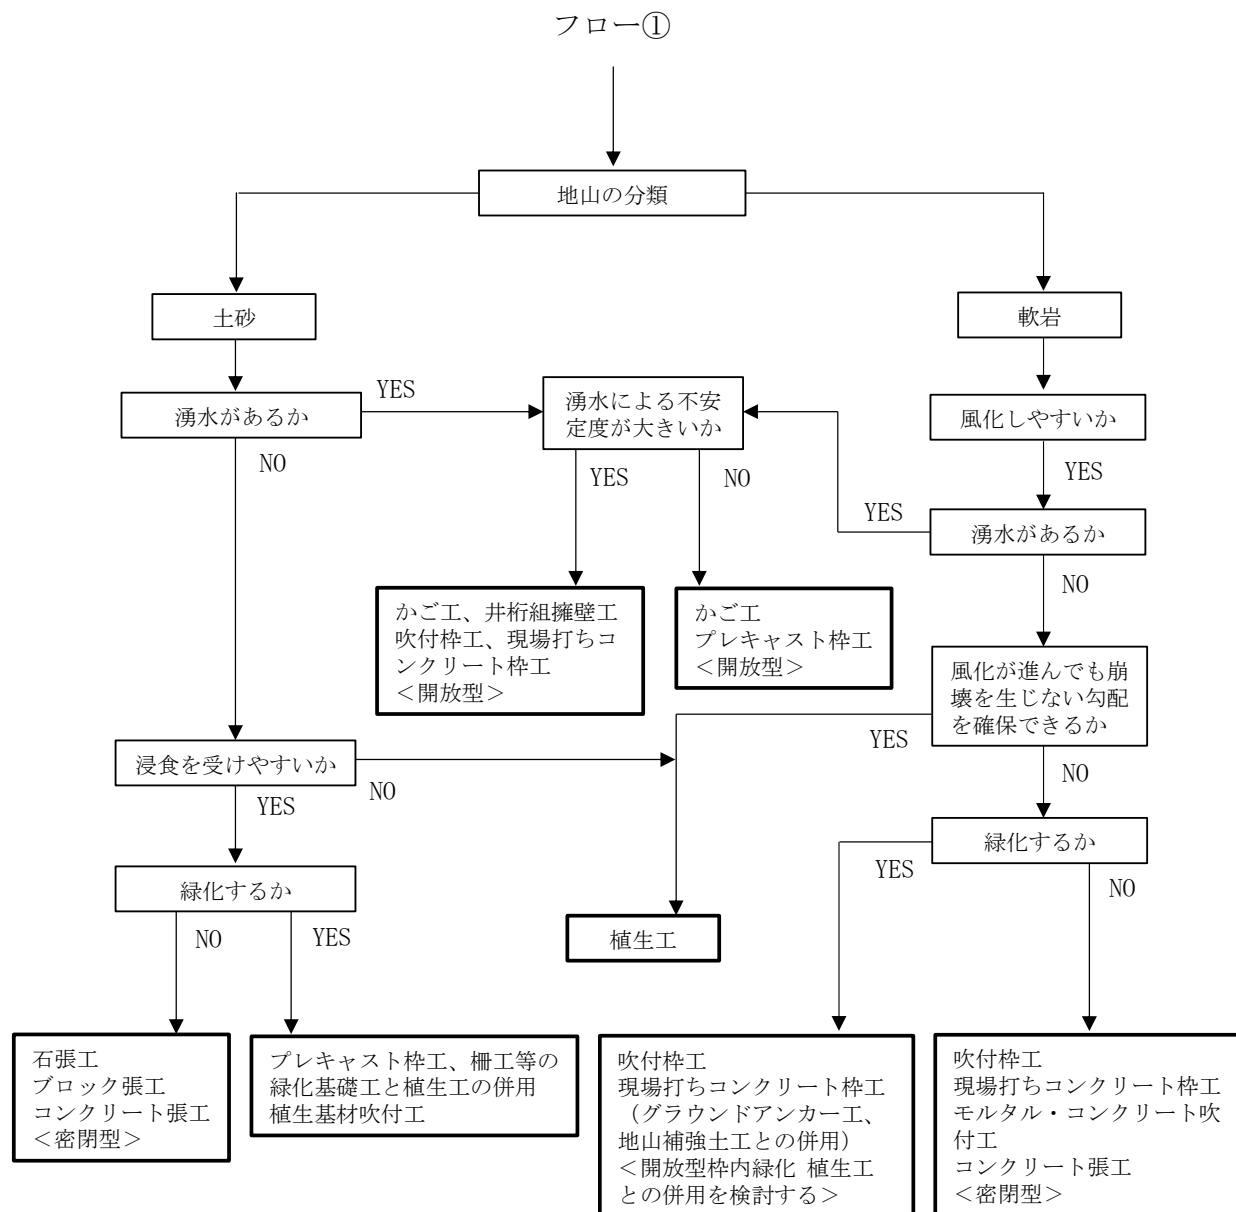 フロー①
地山の分類
土砂
軟岩
湧水があるか
YES
湧水による不安
定度が大きいか
風化しやすいか
NO
YES
NO
YES
YES
湧水があるか
NO
かご工、井桁組擁壁工
吹付枠工、現場打ちコ
ンクリート枠工
＜開放型＞
かご工
プレキャスト枠工
＜開放型＞
風化が進んでも崩
壊を生じない勾配
を確保できるか
YES
NO
浸食を受けやすいか
NO
YES
緑化するか
YES
NO
緑化するか
NO
YES
植生工
石張工
ブロック張工
コンクリート張工
＜密閉型＞
プレキャスト枠工、柵工等の
緑化基礎工と植生工の併用
植生基材吹付工
吹付枠工
現場打ちコンクリート枠工
（グラウンドアンカー工、
地山補強土工との併用）
＜開放型枠内緑化 植生工
との併用を検討する＞
吹付枠工
現場打ちコンクリート枠工
モルタル・コンクリート吹
付工
コンクリート張工
＜密閉型＞